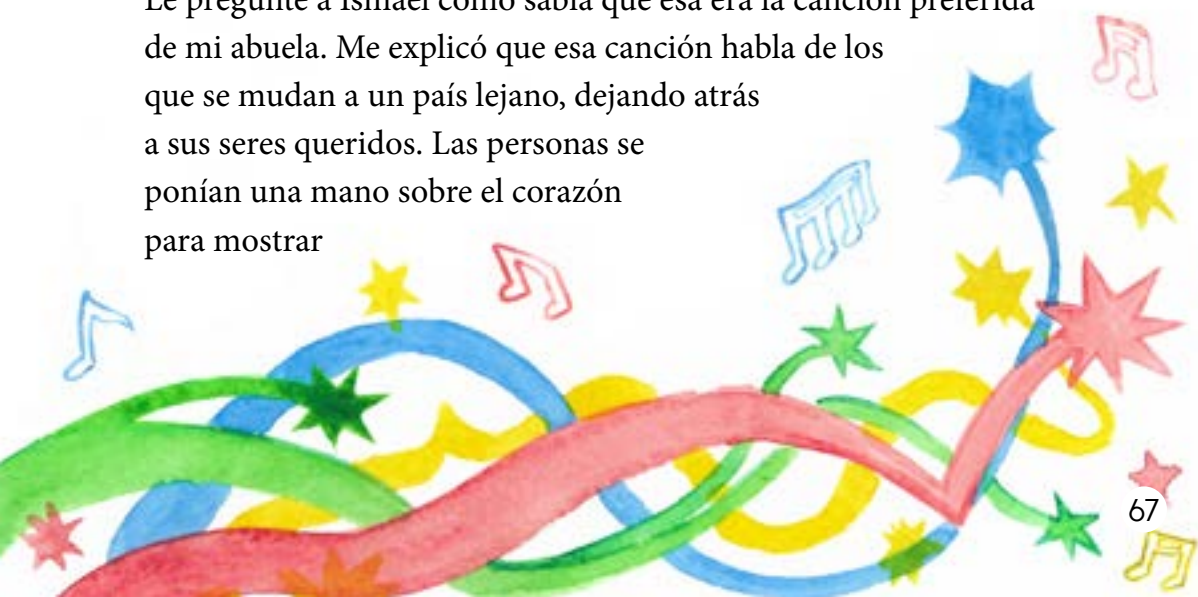 Le pregunté a Ismael cómo sabía que esa era la canción preferida
de mi abuela. Me explicó que esa canción habla de los
que se mudan a un país lejano, dejando atrás
a sus seres queridos. Las personas se
ponían una mano sobre el corazón
para mostrar
67